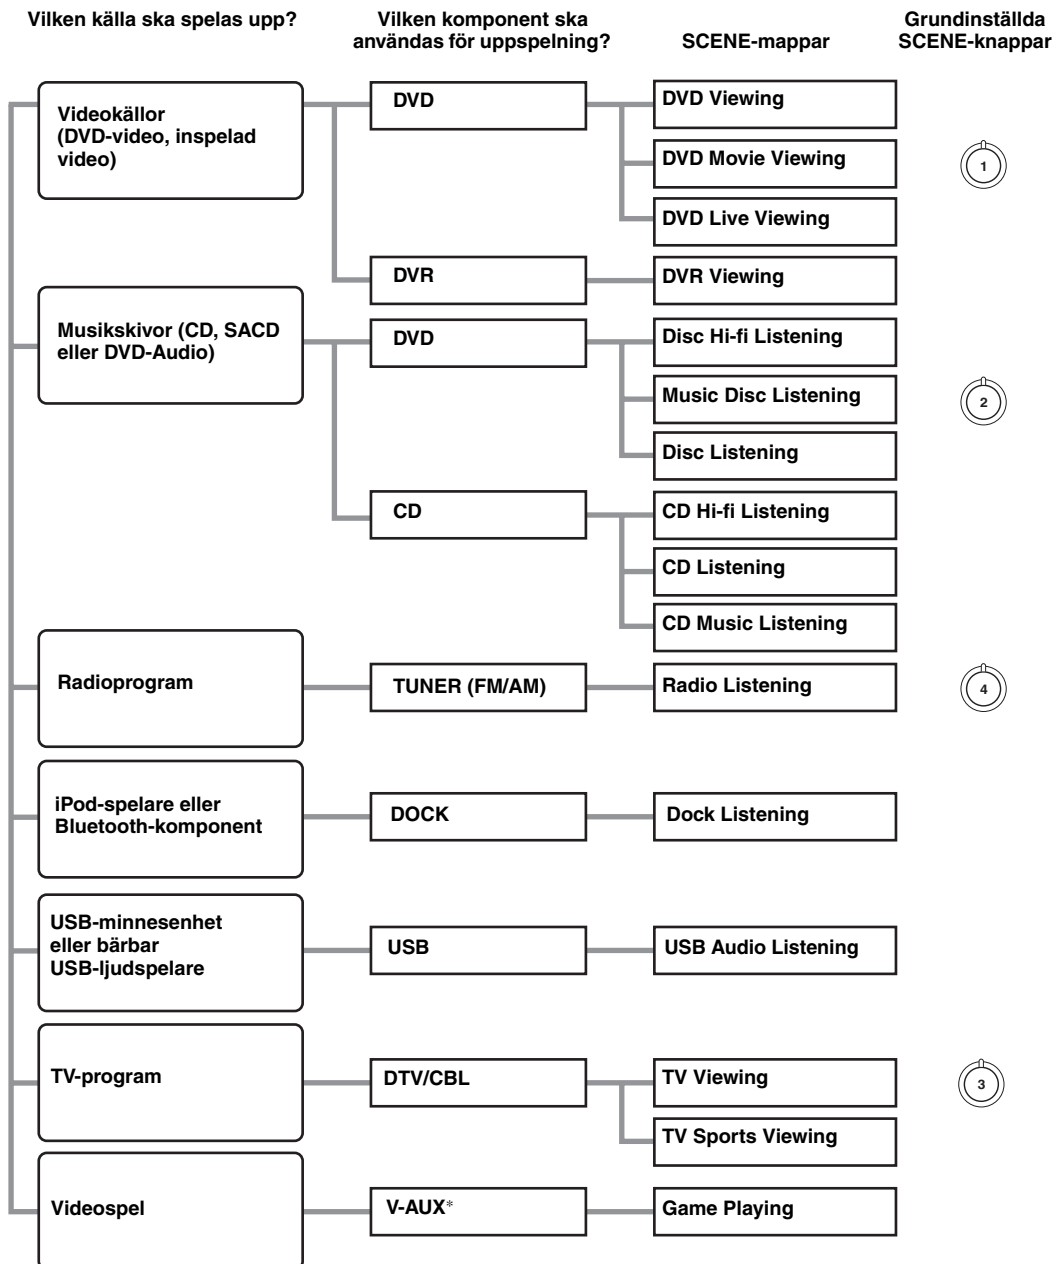 Vilken källa ska spelas upp?
Vilken komponent ska
användas för uppspelning?
SCENE-mappar
Grundinställda
SCENE-knappar
Videokällor
(DVD-video, inspelad
video)
DVD
DVD Viewing
DVD Movie Viewing
1
DVD Live Viewing
DVR
DVR Viewing
Musikskivor (CD, SACD
eller DVD-Audio)
DVD
Disc Hi-fi Listening
Music Disc Listening
2
Disc Listening
CD
CD Hi-fi Listening
CD Listening
CD Music Listening
Radioprogram
TUNER (FM/AM)
Radio Listening
4
iPod-spelare eller
Bluetooth-komponent
DOCK
Dock Listening
USB-minnesenhet
eller bärbar
USB-ljudspelare
USB
USB Audio Listening
TV-program
DTV/CBL
TV Viewing
3
TV Sports Viewing
Videospel
V-AUX*
Game Playing